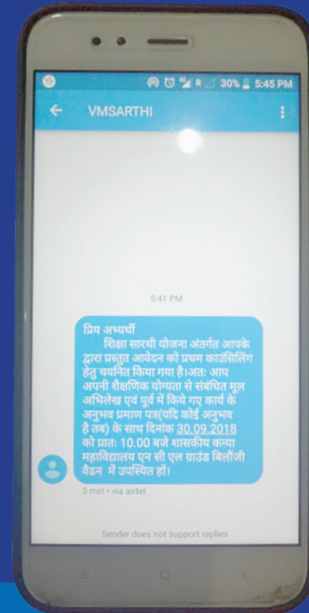 R 30% 5:45 PM
VMSARTHI
5:41 PM
प्रिय अभ्यर्थी
शिक्षा सारथी योजना अंतर्गत आपके
द्वारा प्रस्तुत आवेदन को प्रथम काउंसिलिंग
हेतु चयनित किया गया है।अतः आप
अपनी शैक्षणिक योग्यता से संबंधित मूल
अभिलेख एवं पूर्व में किये गए कार्य के
अनुभव प्रमाण पत्र(यदि कोई अनुभव
है तब) के साथ दिनांक 30.09.2018
को प्रातः 10.00 बजे शासकीय कन्या
महाविद्यालय एन सी एल ग्राउंड बिलौंजी
वैढन में उपस्थित हों।
3 min • via airtel
Sender does not support replies